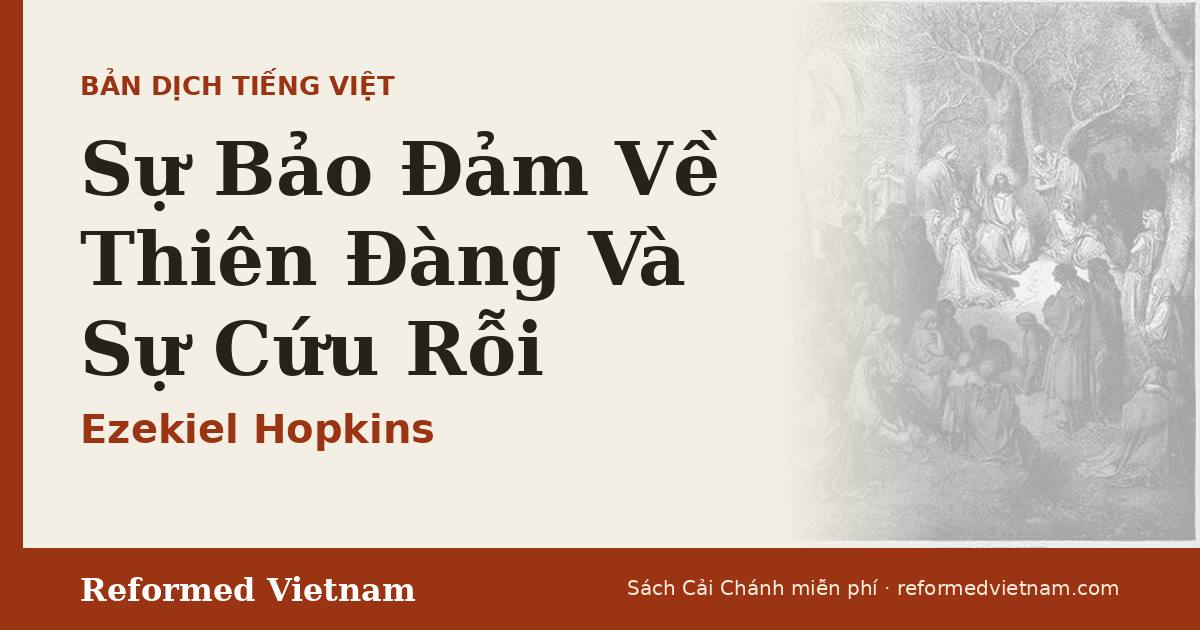 BẢN DỊCH TIẾNG VIỆT
Sự Bảo Đảm Về
Thiên Đàng Và
Sự Cứu Rỗi
Ezekiel Hopkins
Reformed Vietnam
Sách Cải Chánh miễn phí · reformedvietnam.com